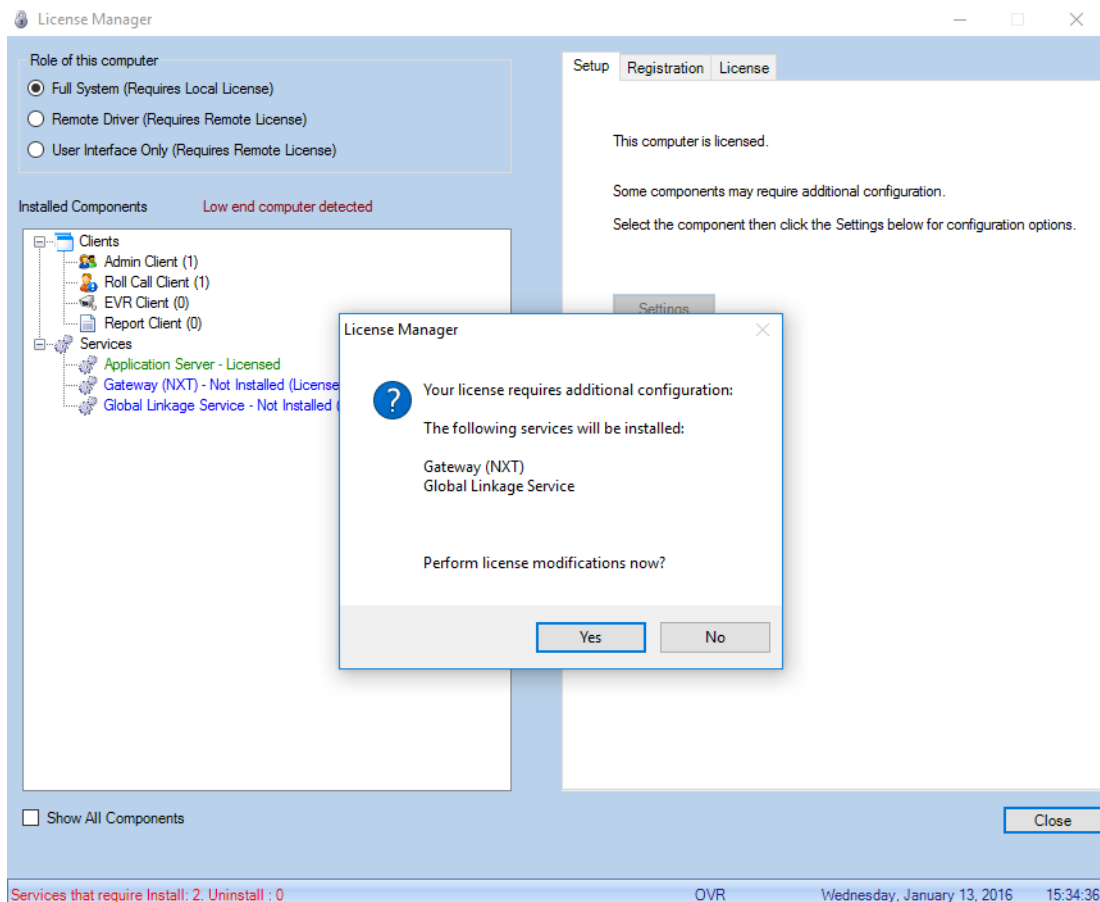 License Manager
Role of this computer
Full System (Requires Local License)
Remote Driver (Requires Remote License)
User Interface Only (Requires Remote License)
Installed Components
Low end computer detected
Clients
Admin Client (1)
Roll Call Client (1)
EVR Client (0)
Report Client (0)
Services
Application Server - Licensed
Gateway (NXT) - Not Installed (License
Global Linkage Service - Not Installed (
Show All Components
Setup
Registration
License
This computer is licensed.
Some components may require additional configuration.
Select the component then click the Settings below for configuration options.
Settings
License Manager
Your license requires additional configuration:
The following services will be installed:
Gateway (NXT)
Global Linkage Service
Perform license modifications now?
Yes
No
Close
Services that require Install: 2. Uninstall : 0
OVR
Wednesday, January 13, 2016
15:34:36